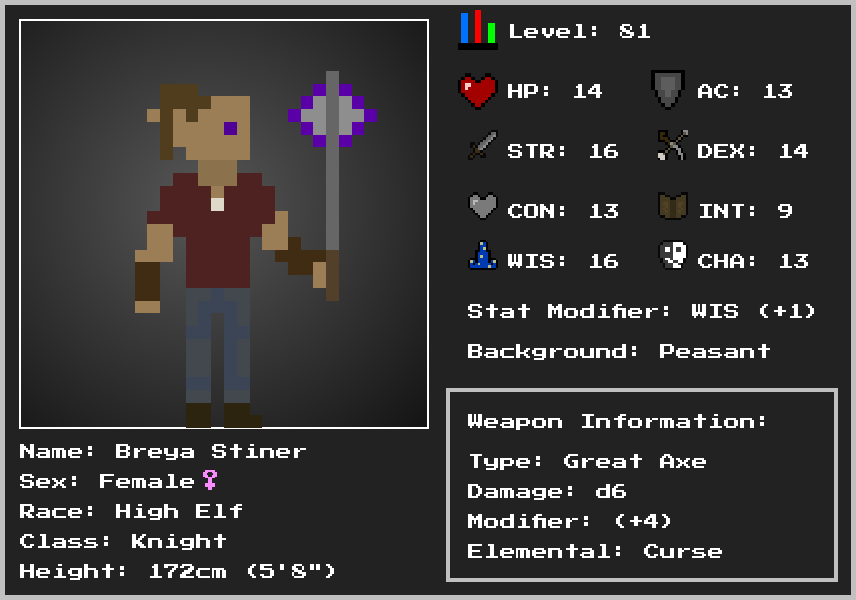 Level: 81
HP: 14 AC: 13
STR: 16 DEX: 14
CON: 13 INT: 9
WIS: 16 CHA: 13
Stat Modifier: WIS (+1)
Background: Peasant
Weapon Information:
Type: Great Axe
Damage: d6
Modifier: (+4)
Elemental: Curse
Name: Breya Stiner
Sex: Female♀
Race: High Elf
Class: Knight
Height: 172cm (5'8")